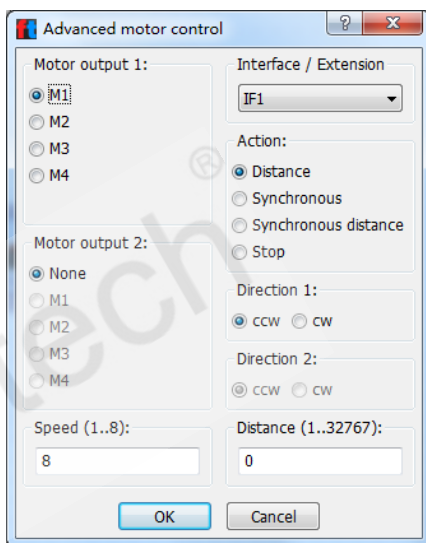 Advanced motor control
Motor output 1:
M1
M2
M3
M4
Motor output 2:
None
M1
M2
M3
M4
Speed (1..8):
8
Interface / Extension
IF1
Action:
Distance
Synchronous
Synchronous distance
Stop
Direction 1:
ccw cw
Direction 2:
ccw cw
Distance (1..32767):
0
OK Cancel
tech ®